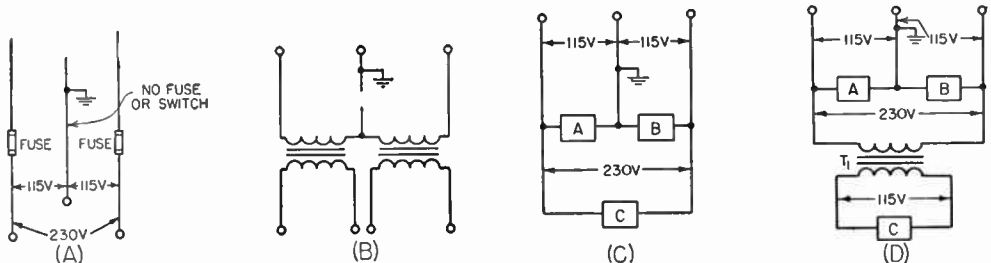 NO FUSE
OR SWITCH
FUSE
FUSE
115V
115V
230V
(A)
(B)
115V
115V
A
B
230V
C
(C)
115V
115V
A
B
230V
T1
115V
C
(D)